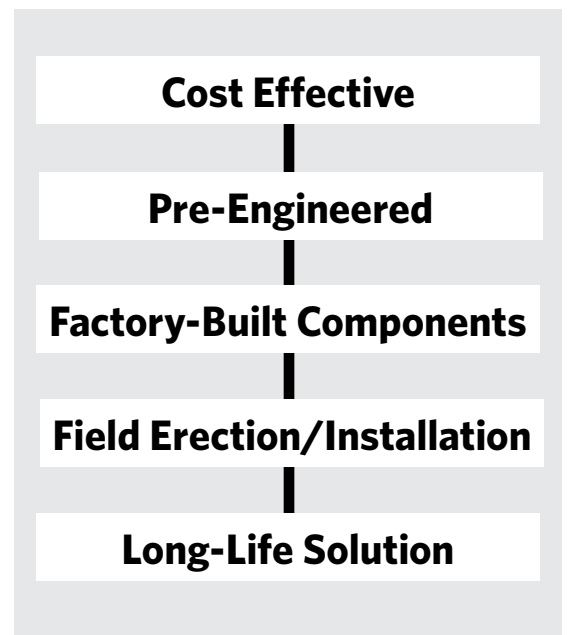 Cost Effective
Pre-Engineered
Factory-Built Components
Field Erection/Installation
Long-Life Solution